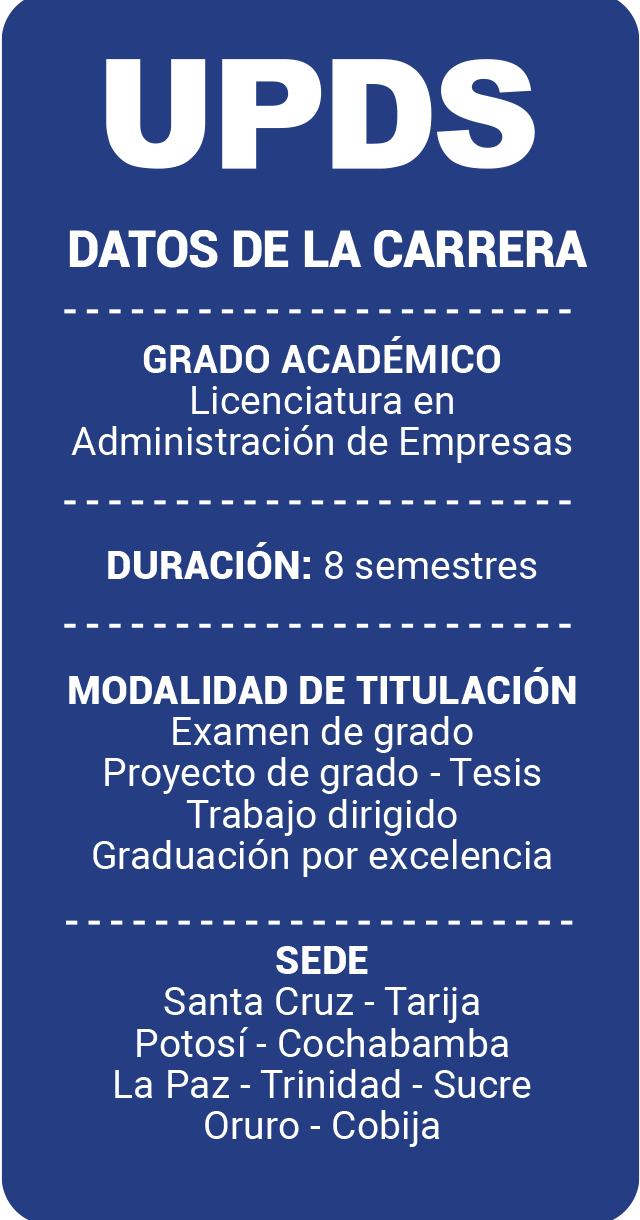 UPDS
DATOS DE LA CARRERA
GRADO ACADÉMICO
Licenciatura en
Administración de Empresas
DURACIÓN: 8 semestres
MODALIDAD DE TITULACIÓN
Examen de grado
Proyecto de grado - Tesis
Trabajo dirigido
Graduación por excelencia
SEDE
Santa Cruz - Tarija
Potosí - Cochabamba
La Paz - Trinidad - Sucre
Oruro - Cobija